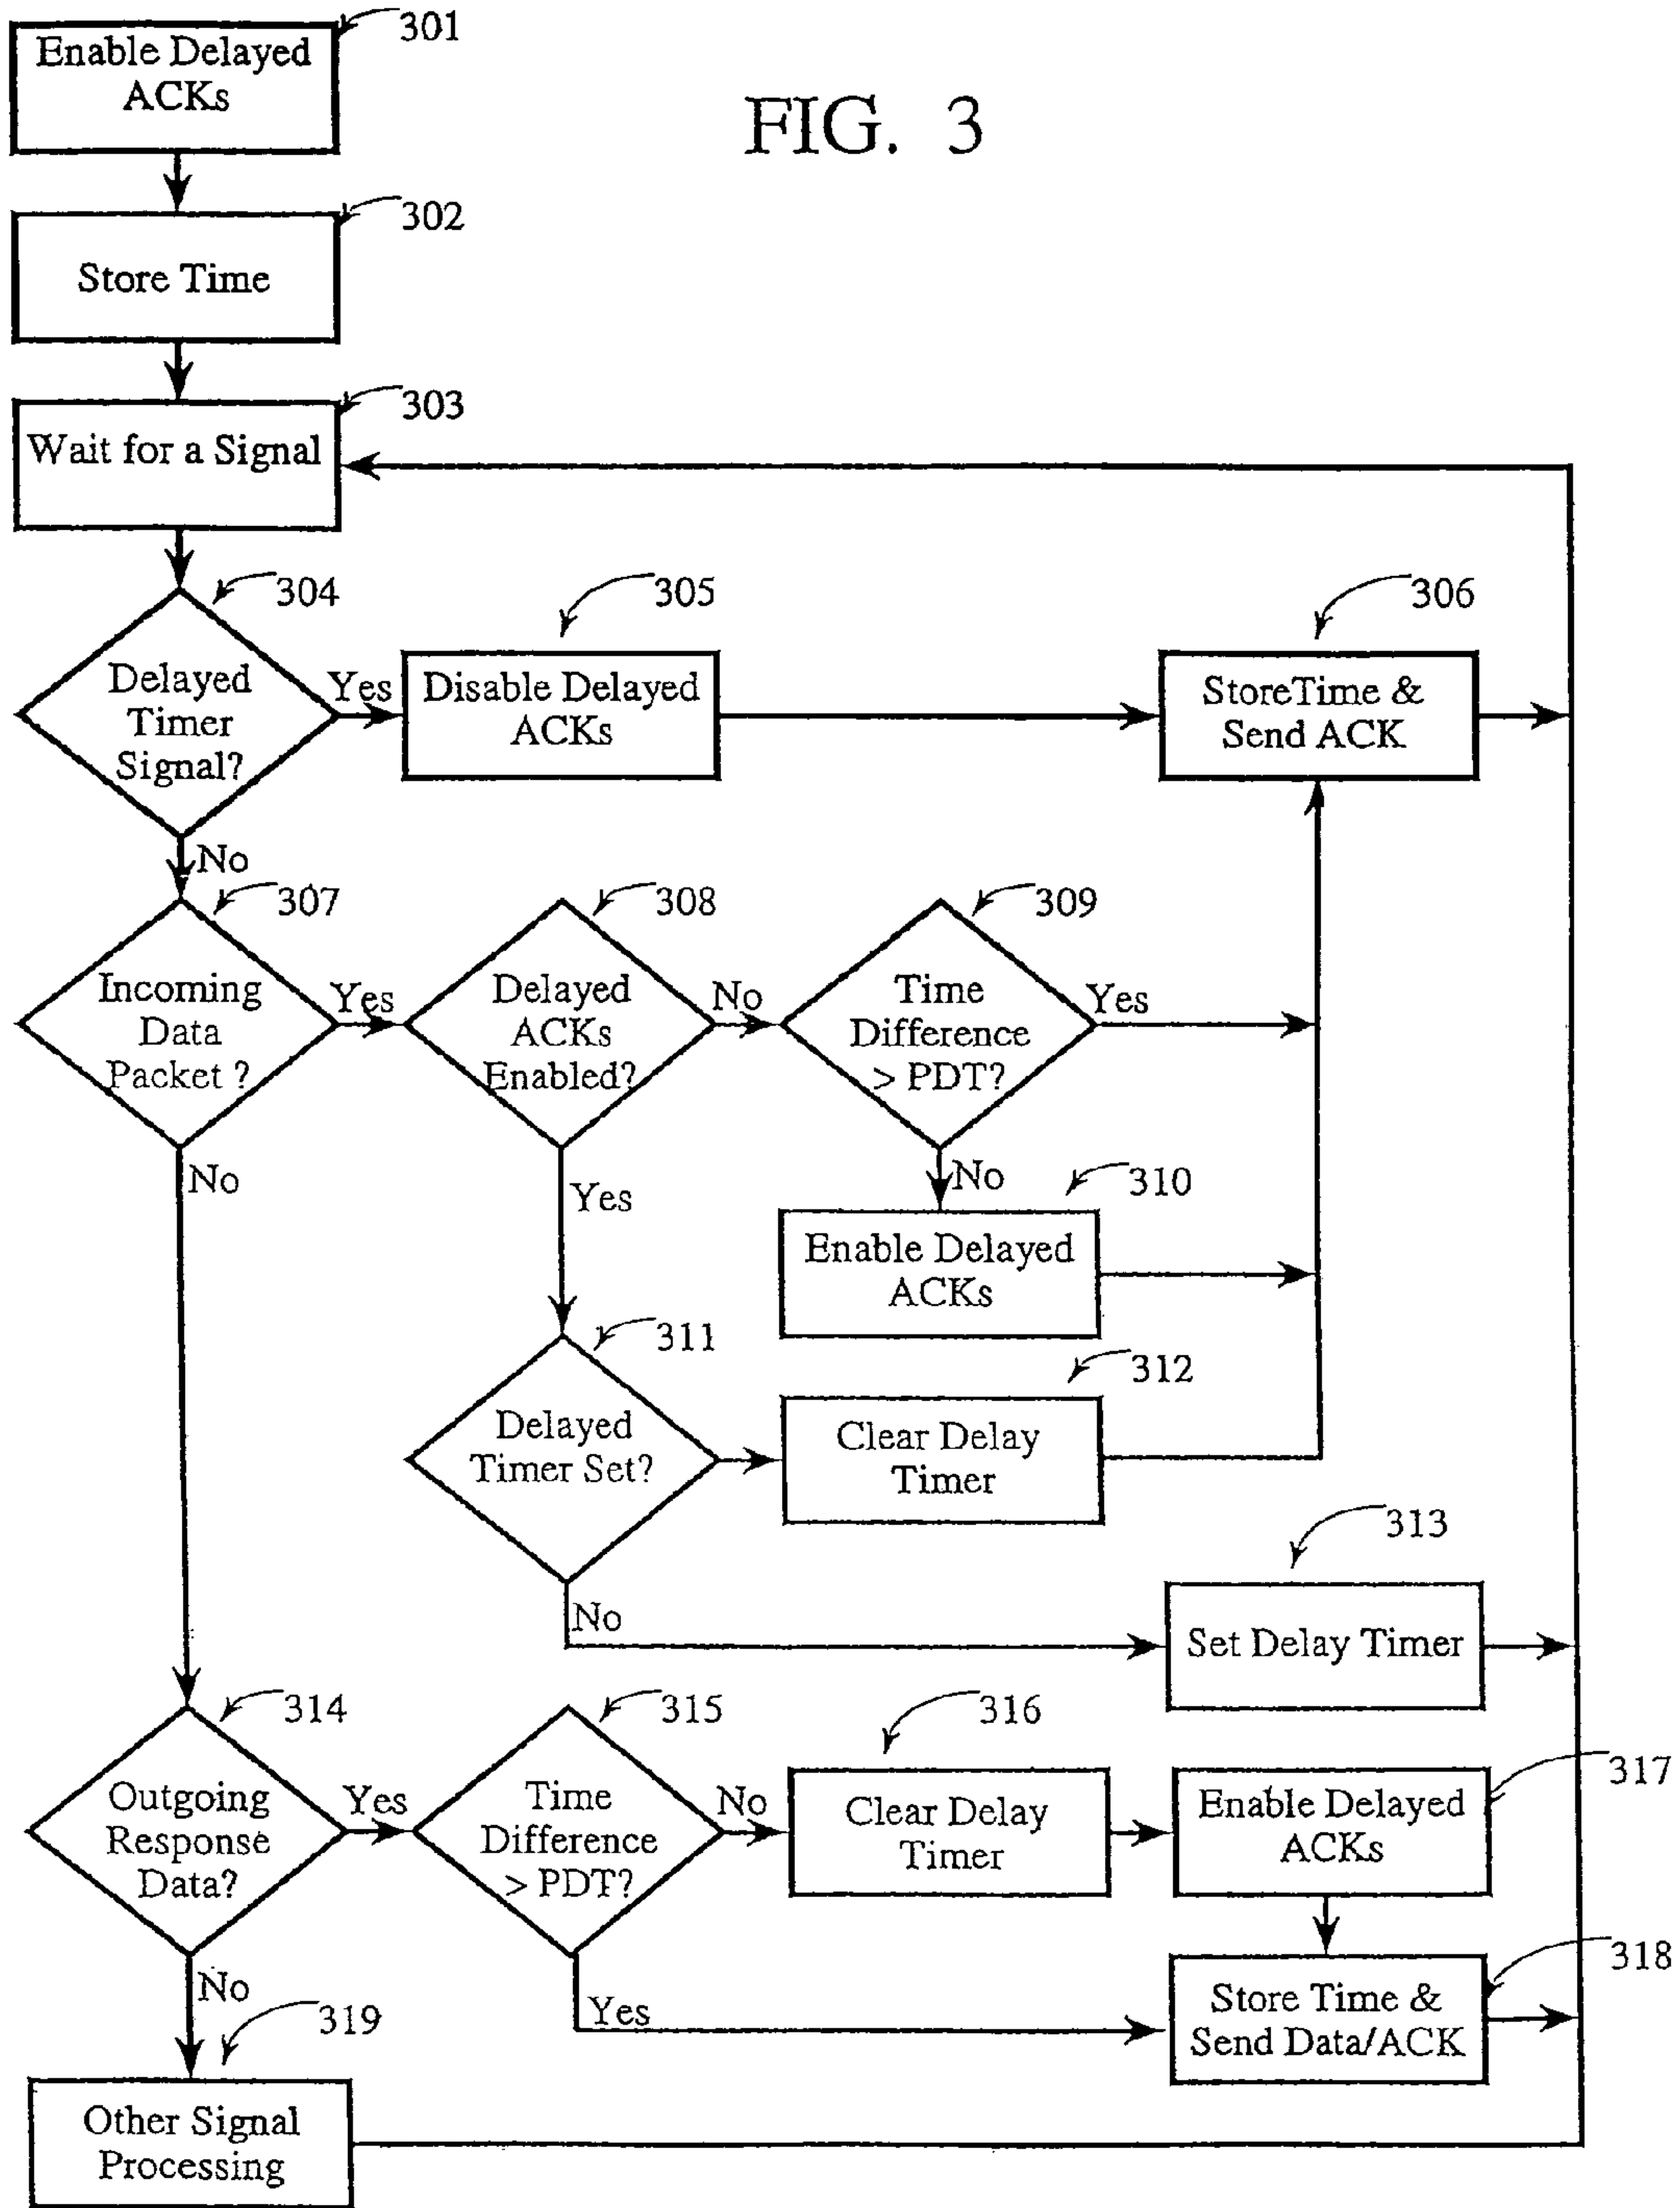 301
Enable Delayed
ACKs
FIG. 3
302
Store Time
303
Wait for a Signal
304
Delayed
Timer
Signal?
Yes
No
305
Disable Delayed
ACKs
306
StoreTime &
Send ACK
307
Incoming
Data
Packet ?
Yes
No
308
Delayed
ACKs
Enabled?
No
Yes
309
Time
Difference
> PDT?
Yes
No
310
Enable Delayed
ACKs
311
Delayed
Timer Set?
No
312
Clear Delay
Timer
313
Set Delay Timer
314
Outgoing
Response
Data?
Yes
No
315
Time
Difference
> PDT?
No
Yes
316
Clear Delay
Timer
317
Enable Delayed
ACKs
318
Store Time &
Send Data/ACK
319
Other Signal
Processing